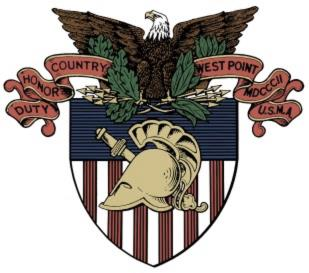 DUTY HONOR COUNTRY
WEST POINT MDCCCII U.S.M.A.